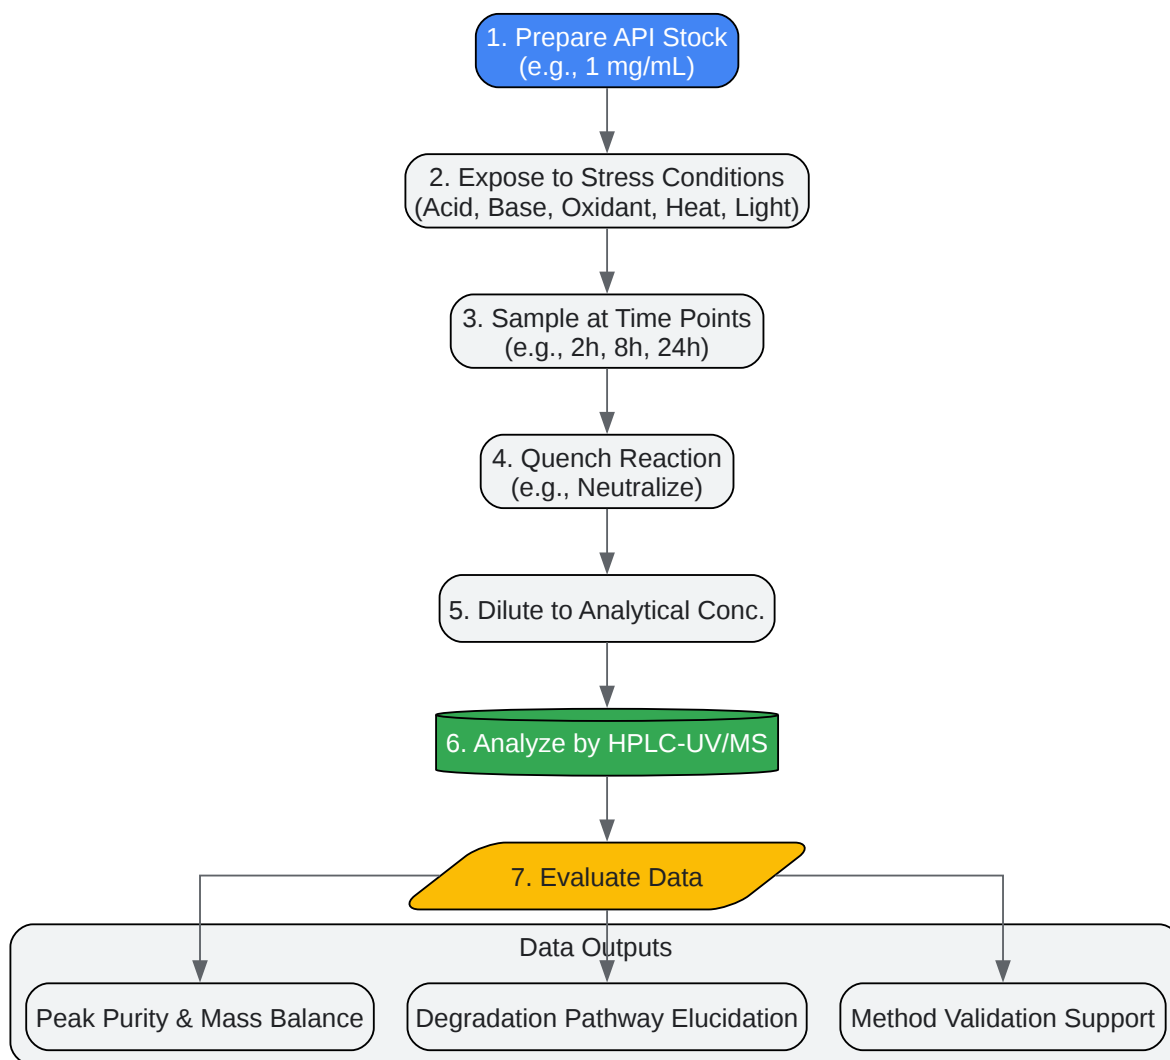 1. Prepare API Stock
(e.g., 1 mg/mL)
2. Expose to Stress Conditions
(Acid, Base, Oxidant, Heat, Light)
3. Sample at Time Points
(e.g., 2h, 8h, 24h)
4. Quench Reaction
(e.g., Neutralize)
5. Dilute to Analytical Conc.
6. Analyze by HPLC-UV/MS
7. Evaluate Data
Data Outputs
Peak Purity & Mass Balance
Degradation Pathway Elucidation
Method Validation Support